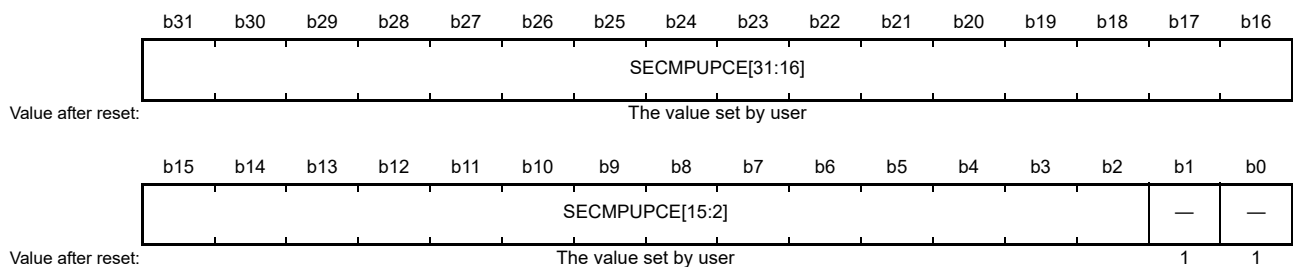 b31 b30 b29 b28 b27 b26 b25 b24 b23 b22 b21 b20 b19 b18 b17 b16
SECMPUPCE[31:16]
Value after reset: The value set by user
b15 b14 b13 b12 b11 b10 b9 b8 b7 b6 b5 b4 b3 b2 b1 b0
SECMPUPCE[15:2] — —
Value after reset: The value set by user 1 1